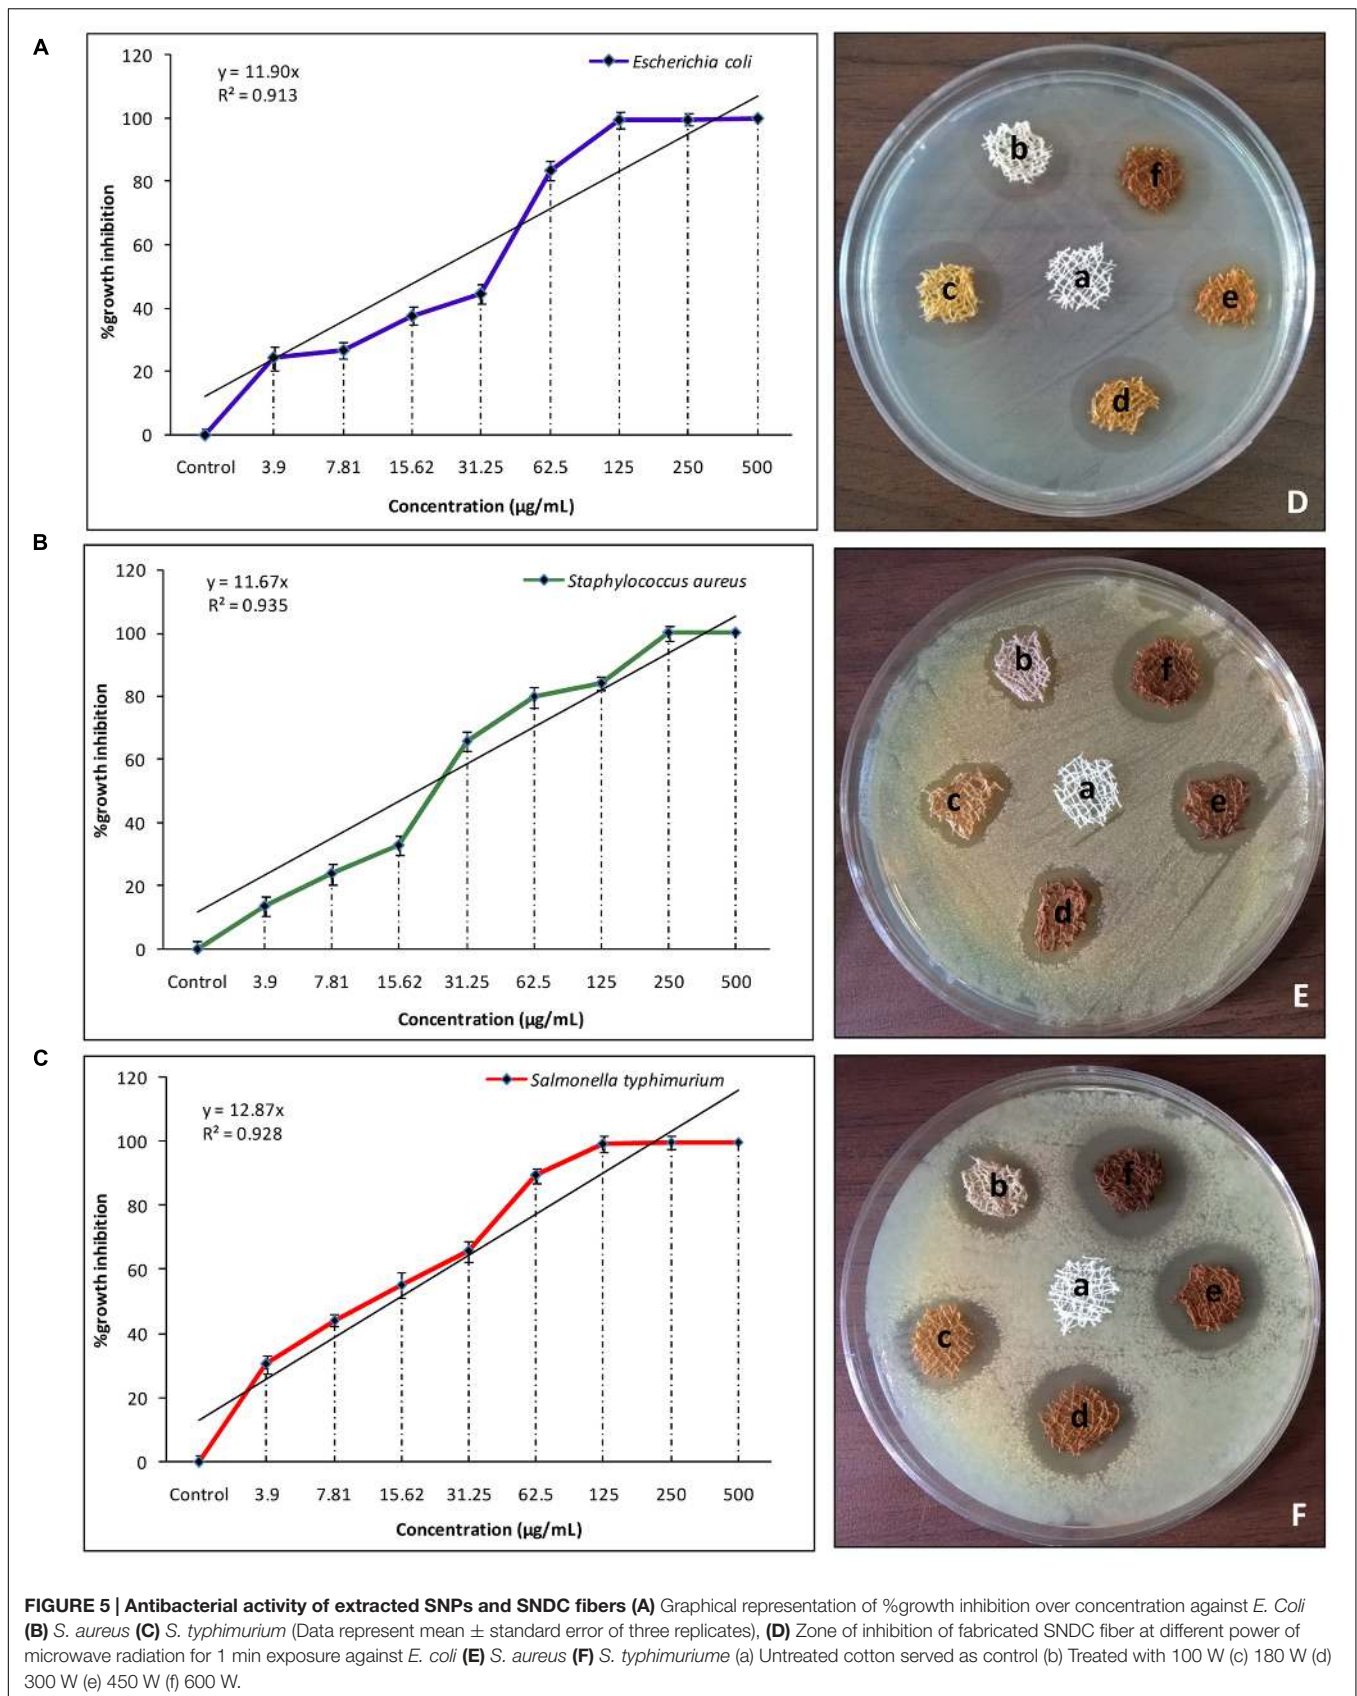 A
120
100
80
60
40
20
0
%growth inhibition
y = 11.90x
R² = 0.913
Escherichia coli
Control 3.9 7.81 15.62 31.25 62.5 125 250 500
Concentration (µg/mL)
b
f
a
c
e
d
D
B
120
100
80
60
40
20
0
%growth inhibition
y = 11.67x
R² = 0.935
Staphylococcus aureus
Control 3.9 7.81 15.62 31.25 62.5 125 250 500
Concentration (µg/mL)
b
f
a
c
e
d
E
C
120
100
80
60
40
20
0
%growth inhibition
y = 12.87x
R² = 0.928
Salmonella typhimurium
Control 3.9 7.81 15.62 31.25 62.5 125 250 500
Concentration (µg/mL)
b
f
a
e
c
d
F
FIGURE 5 | Antibacterial activity of extracted SNPs and SNDC fibers (A) Graphical representation of %growth inhibition over concentration against E. Coli
(B) S. aureus (C) S. typhimurium (Data represent mean ± standard error of three replicates), (D) Zone of inhibition of fabricated SNDC fiber at different power of
microwave radiation for 1 min exposure against E. coli (E) S. aureus (F) S. typhimuriume (a) Untreated cotton served as control (b) Treated with 100 W (c) 180 W (d)
300 W (e) 450 W (f) 600 W.